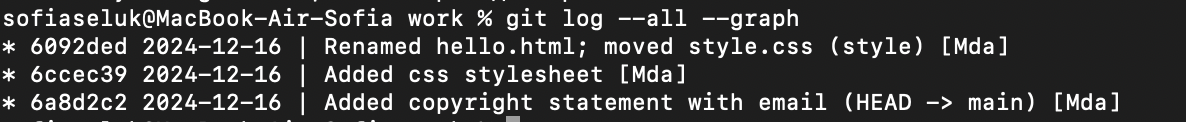 sofiaseluk@MacBook-Air-Sofia work % git log --all --graph
* 6092ded 2024-12-16 | Renamed hello.html; moved style.css (style) [Mda]
* 6ccec39 2024-12-16 | Added css stylesheet [Mda]
* 6a8d2c2 2024-12-16 | Added copyright statement with email (HEAD -> main) [Mda]